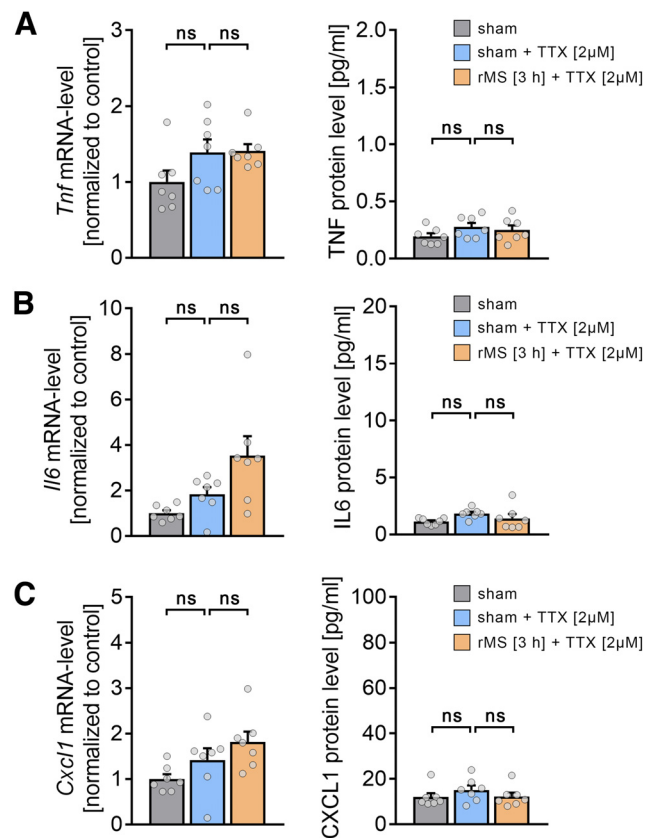 A
Tnf mRNA-level
[normalized to control]
3
2
1
0
ns
ns
TNF protein level [pg/ml]
2.0
1.5
1.0
0.5
0.0
ns
ns
sham
sham + TTX [2µM]
rMS [3 h] + TTX [2µM]
B
Il6 mRNA-level
[normalized to control]
10
8
6
4
2
0
ns
ns
IL6 protein level [pg/ml]
20
15
10
5
0
ns
ns
sham
sham + TTX [2µM]
rMS [3 h] + TTX [2µM]
C
Cxcl1 mRNA-level
[normalized to control]
5
4
3
2
1
0
ns
ns
CXCL1 protein level [pg/ml]
100
80
60
40
20
0
ns
ns
sham
sham + TTX [2µM]
rMS [3 h] + TTX [2µM]